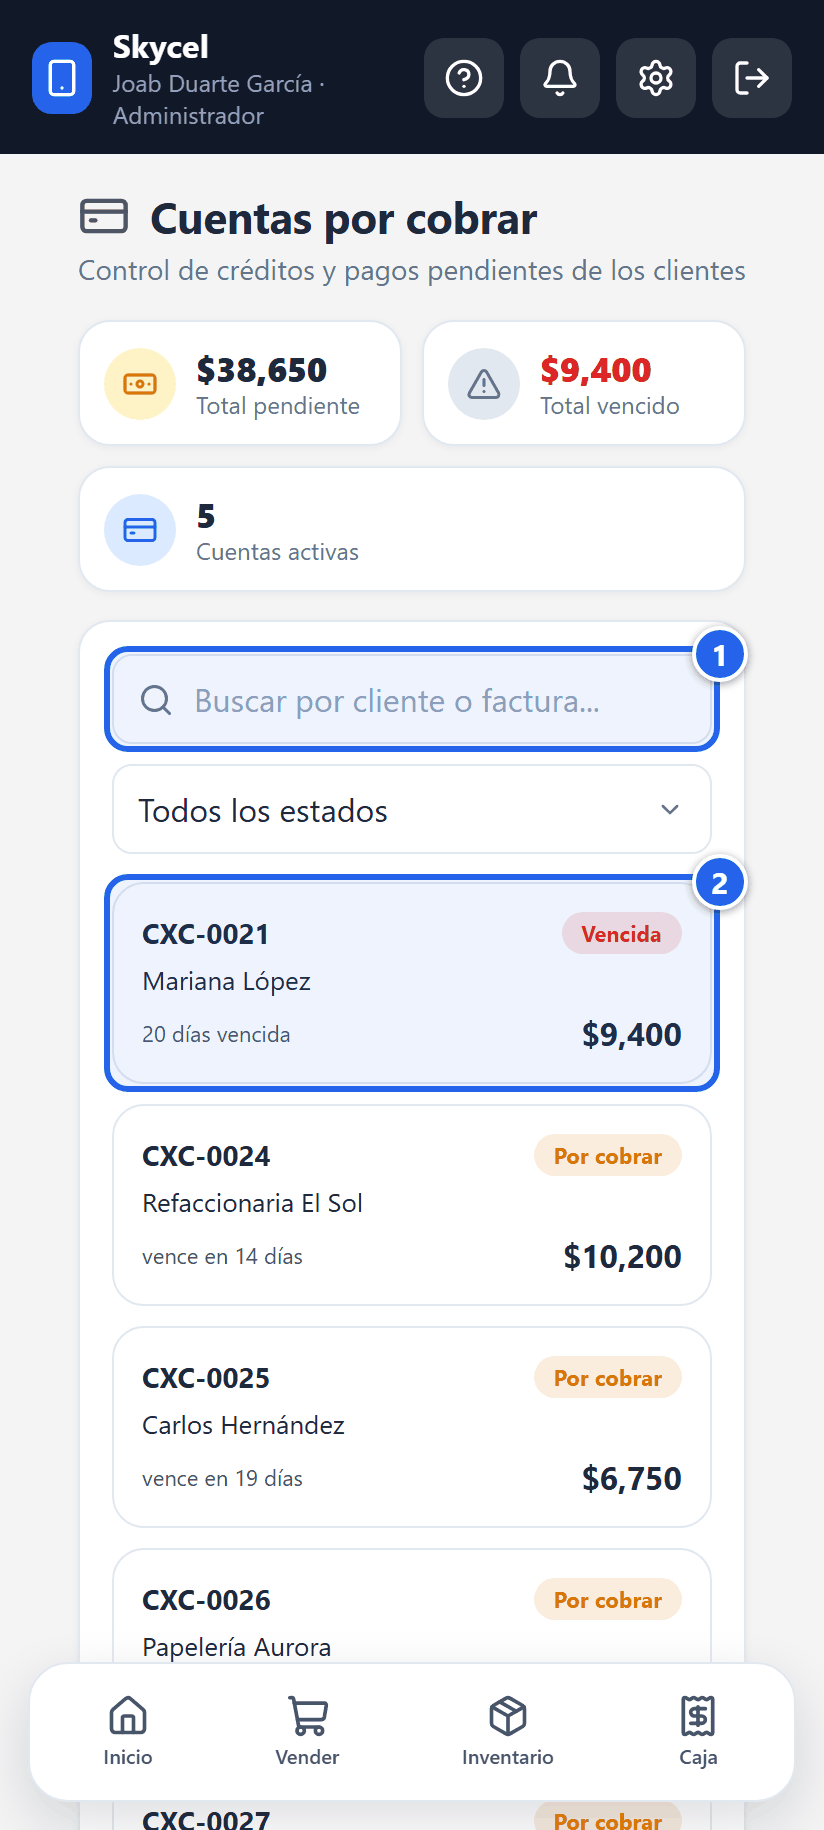 Skycel
Joab Duarte García ·
Administrador
Cuentas por cobrar
Control de créditos y pagos pendientes de los clientes
$38,650
Total pendiente
$9,400
Total vencido
5
Cuentas activas
1
Buscar por cliente o factura...
Todos los estados
2
CXC-0021
Vencida
Mariana López
20 días vencida
$9,400
CXC-0024
Por cobrar
Refaccionaria El Sol
vence en 14 días
$10,200
CXC-0025
Por cobrar
Carlos Hernández
vence en 19 días
$6,750
CXC-0026
Por cobrar
Papelería Aurora
Inicio
Vender
Inventario
Caja
CXC-0027
Por cobrar